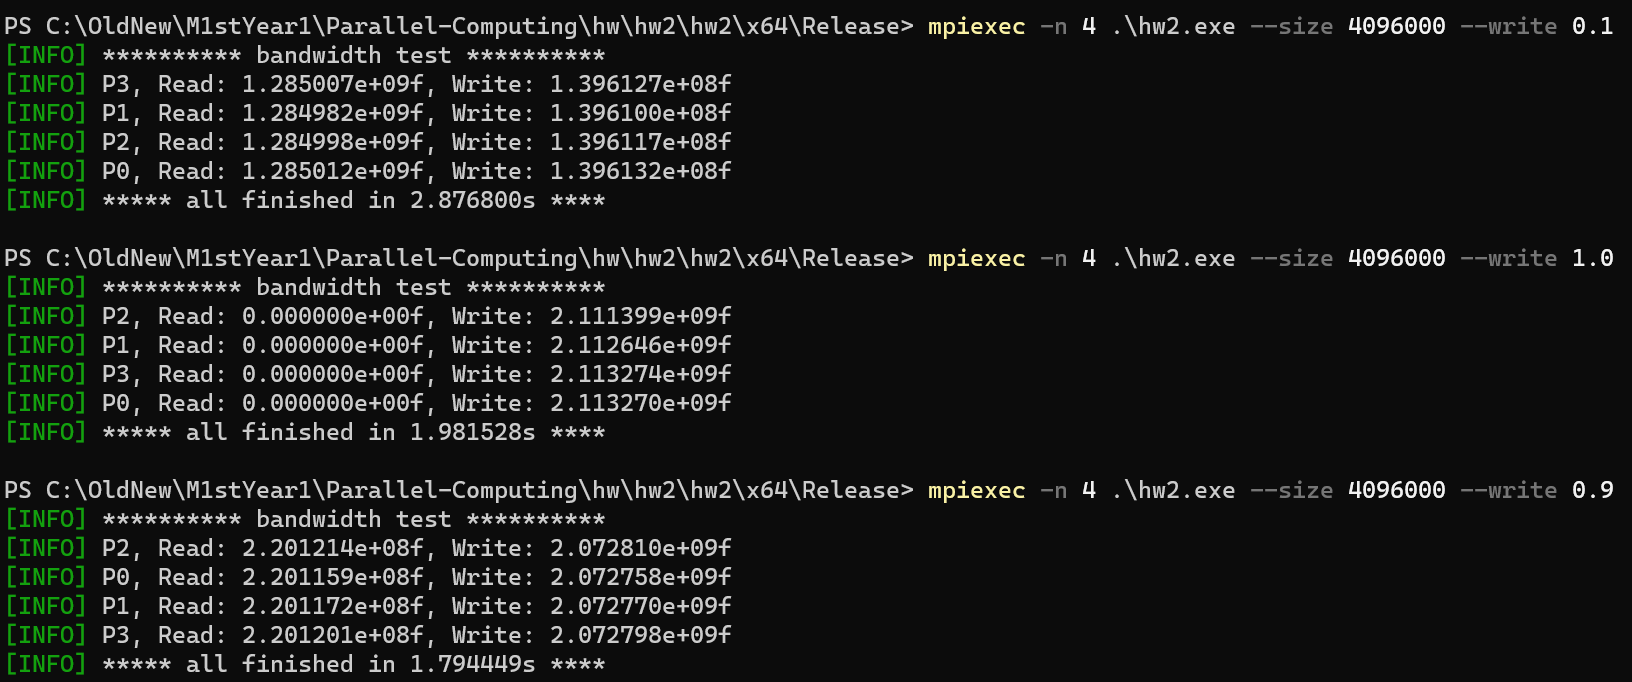 PS C:\OldNew\M1stYear1\Parallel-Computing\hw\hw2\hw2\x64\Release> mpiexec -n 4 .\hw2.exe --size 4096000 --write 0.1
[INFO] ********** bandwidth test **********
[INFO] P3, Read: 1.285007e+09f, Write: 1.396127e+08f
[INFO] P1, Read: 1.284982e+09f, Write: 1.396100e+08f
[INFO] P2, Read: 1.284998e+09f, Write: 1.396117e+08f
[INFO] P0, Read: 1.285012e+09f, Write: 1.396132e+08f
[INFO] ***** all finished in 2.876800s ****
PS C:\OldNew\M1stYear1\Parallel-Computing\hw\hw2\hw2\x64\Release> mpiexec -n 4 .\hw2.exe --size 4096000 --write 1.0
[INFO] ********** bandwidth test **********
[INFO] P2, Read: 0.000000e+00f, Write: 2.111399e+09f
[INFO] P1, Read: 0.000000e+00f, Write: 2.112646e+09f
[INFO] P3, Read: 0.000000e+00f, Write: 2.113274e+09f
[INFO] P0, Read: 0.000000e+00f, Write: 2.113270e+09f
[INFO] ***** all finished in 1.981528s ****
PS C:\OldNew\M1stYear1\Parallel-Computing\hw\hw2\hw2\x64\Release> mpiexec -n 4 .\hw2.exe --size 4096000 --write 0.9
[INFO] ********** bandwidth test **********
[INFO] P2, Read: 2.201214e+08f, Write: 2.072810e+09f
[INFO] P0, Read: 2.201159e+08f, Write: 2.072758e+09f
[INFO] P1, Read: 2.201172e+08f, Write: 2.072770e+09f
[INFO] P3, Read: 2.201201e+08f, Write: 2.072798e+09f
[INFO] ***** all finished in 1.794449s ****